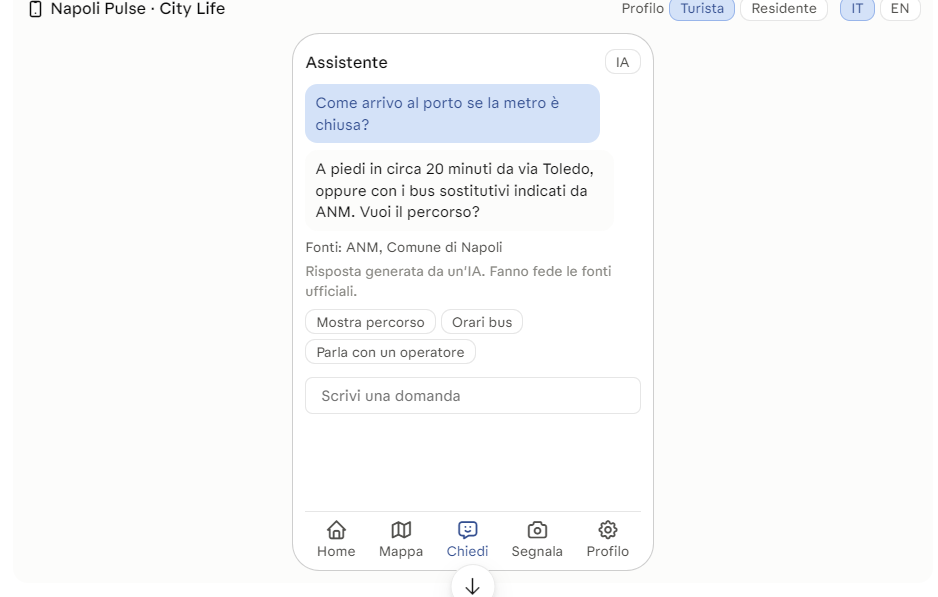 Napoli Pulse · City Life
Profilo Turista Residente IT EN
Assistente
IA
Come arrivo al porto se la metro è
chiusa?
A piedi in circa 20 minuti da via Toledo,
oppure con i bus sostitutivi indicati da
ANM. Vuoi il percorso?
Fonti: ANM, Comune di Napoli
Risposta generata da un'IA. Fanno fede le fonti
ufficiali.
Mostra percorso Orari bus
Parla con un operatore
Scrivi una domanda
Home Mappa Chiedi Segnala Profilo